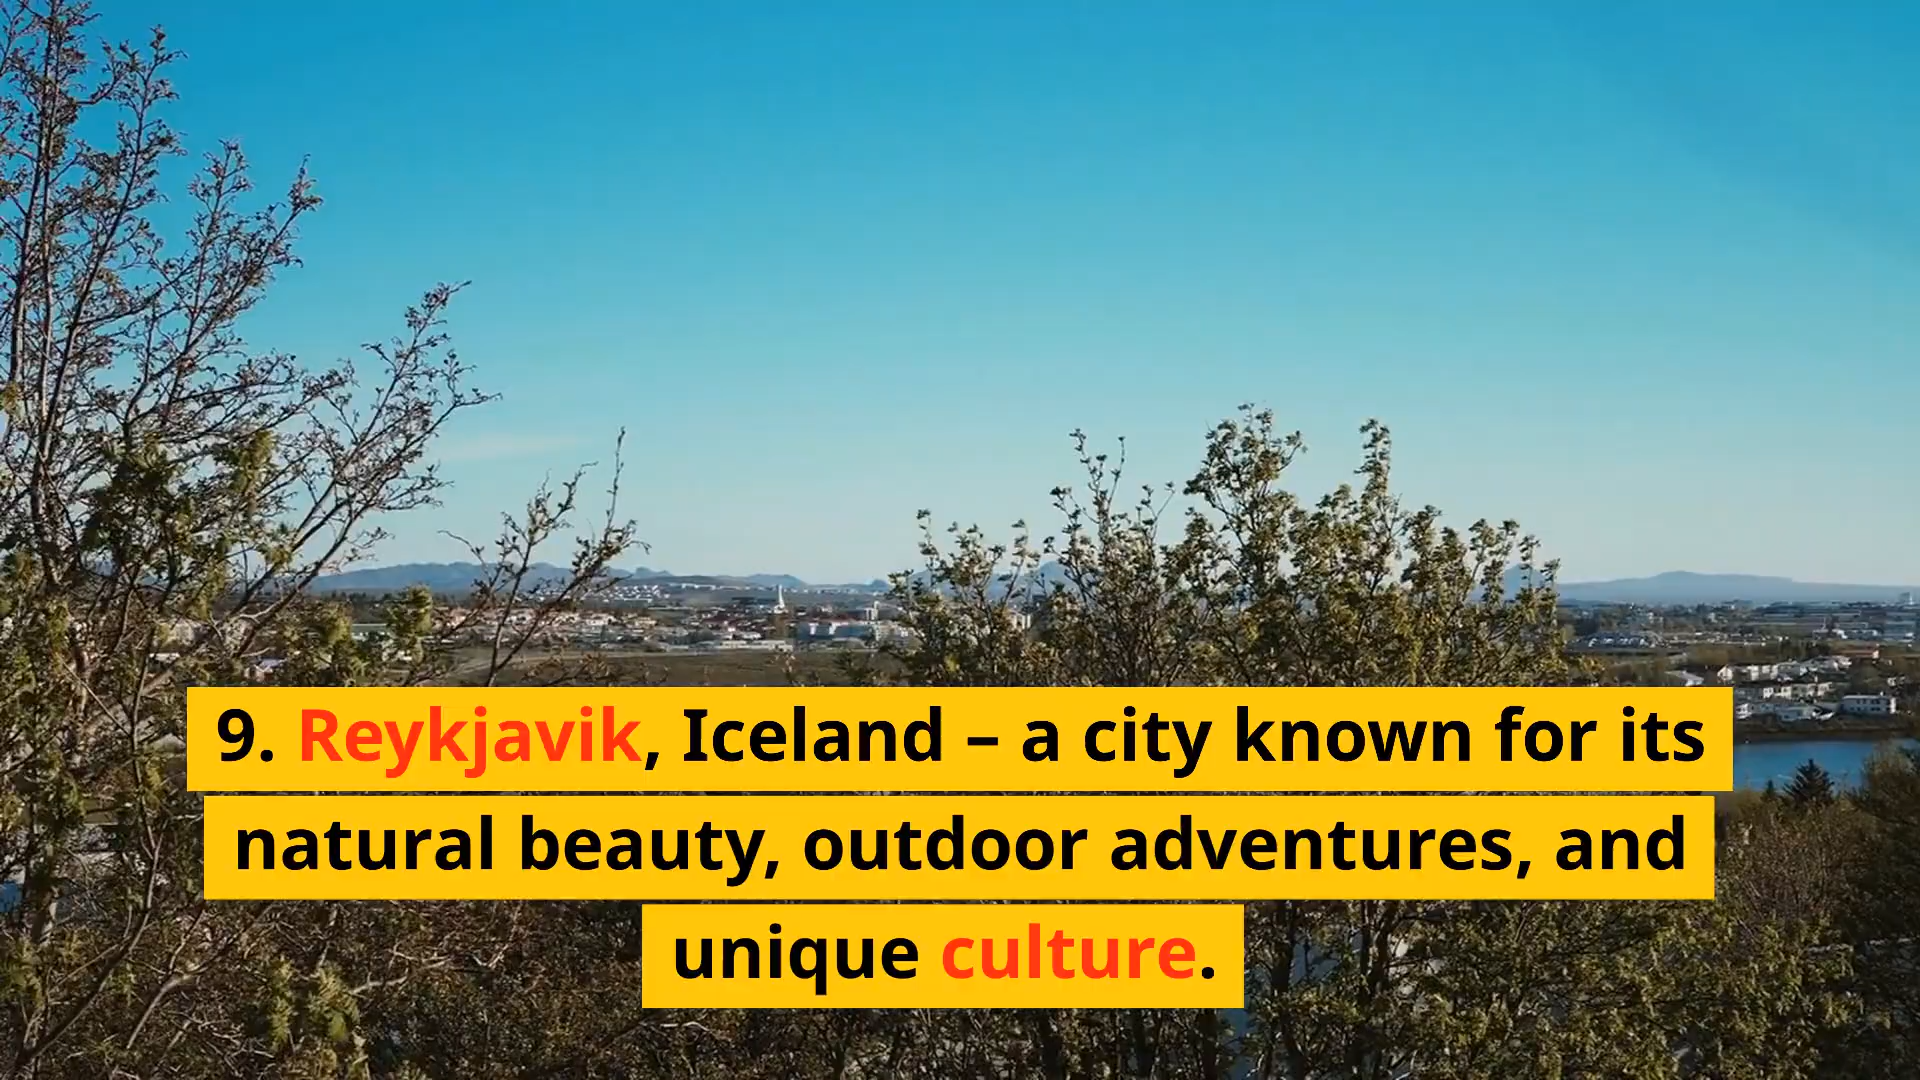 9. Reykjavik, Iceland – a city known for its
natural beauty, outdoor adventures, and
unique culture.